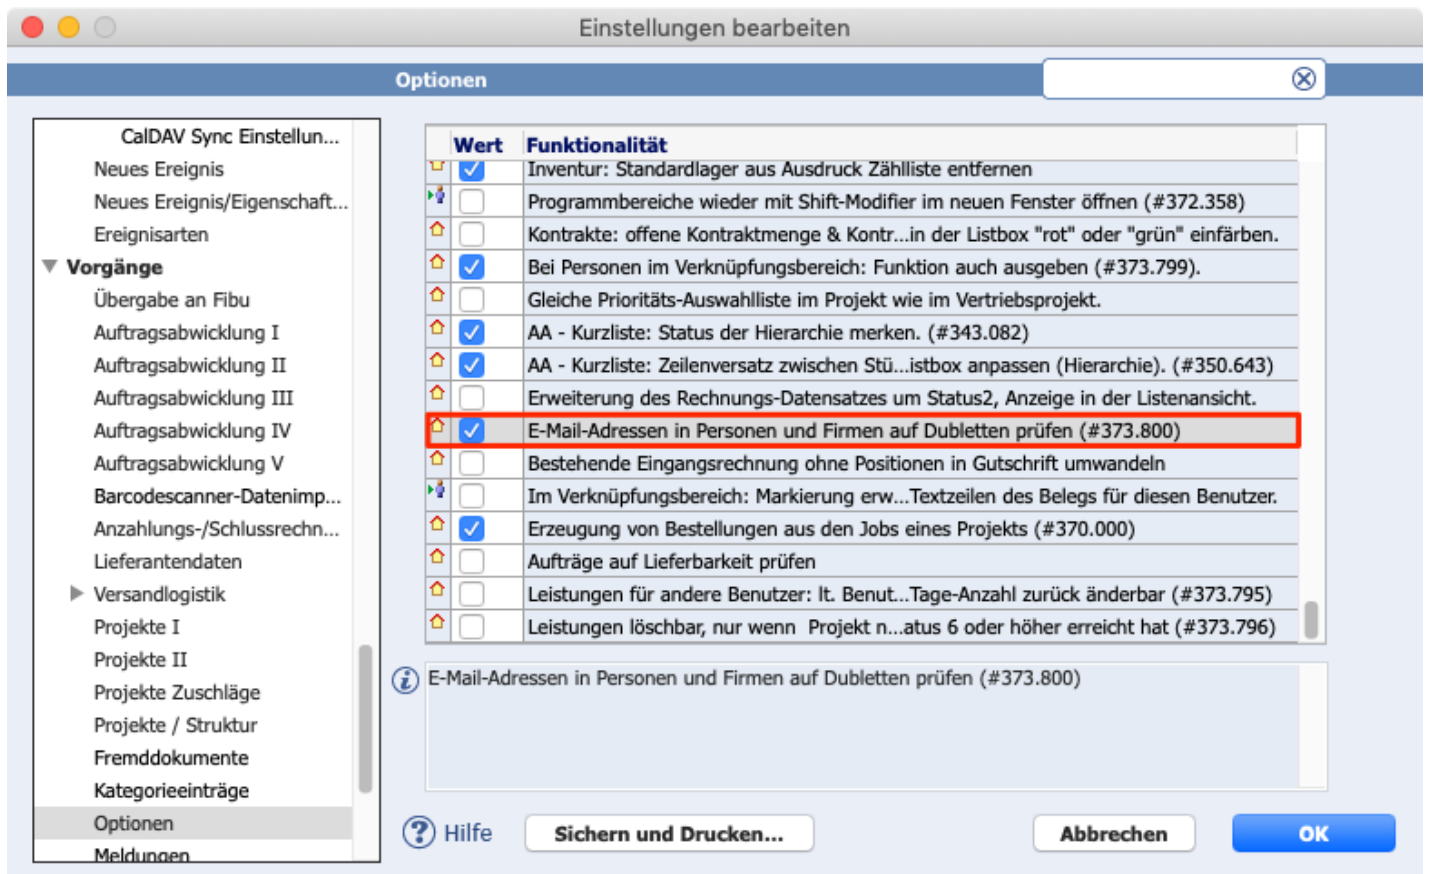 Einstellungen bearbeiten
Optionen
CalDAV Sync Einstellun...
Neues Ereignis
Neues Ereignis/Eigenschaft...
Ereignisarten
Vorgänge
Übergabe an Fibu
Auftragsabwicklung I
Auftragsabwicklung II
Auftragsabwicklung III
Auftragsabwicklung IV
Auftragsabwicklung V
Barcodescanner-Datenimp...
Anzahlungs-/Schlussrechn...
Lieferantendaten
Versandlogistik
Projekte I
Projekte II
Projekte Zuschläge
Projekte / Struktur
Fremddokumente
Kategorieeinträge
Optionen
Meldungen
Wert Funktionalität
Inventur: Standardlager aus Ausdruck Zählliste entfernen
Programmbereiche wieder mit Shift-Modifier im neuen Fenster öffnen (#372.358)
Kontrakte: offene Kontraktmenge & Kontr...in der Listbox "rot" oder "grün" einfärben.
Bei Personen im Verknüpfungsbereich: Funktion auch ausgeben (#373.799).
Gleiche Prioritäts-Auswahlliste im Projekt wie im Vertriebsprojekt.
AA - Kurzliste: Status der Hierarchie merken. (#343.082)
AA - Kurzliste: Zeilenversatz zwischen Stü...istbox anpassen (Hierarchie). (#350.643)
Erweiterung des Rechnungs-Datensatzes um Status2, Anzeige in der Listenansicht.
E-Mail-Adressen in Personen und Firmen auf Dubletten prüfen (#373.800)
Bestehende Eingangsrechnung ohne Positionen in Gutschrift umwandeln
Im Verknüpfungsbereich: Markierung erw...Textzeilen des Belegs für diesen Benutzer.
Erzeugung von Bestellungen aus den Jobs eines Projekts (#370.000)
Aufträge auf Lieferbarkeit prüfen
Leistungen für andere Benutzer: lt. Benut...Tage-Anzahl zurück änderbar (#373.795)
Leistungen löschbar, nur wenn  Projekt n...atus 6 oder höher erreicht hat (#373.796)
E-Mail-Adressen in Personen und Firmen auf Dubletten prüfen (#373.800)
Hilfe
Sichern und Drucken...
Abbrechen
OK